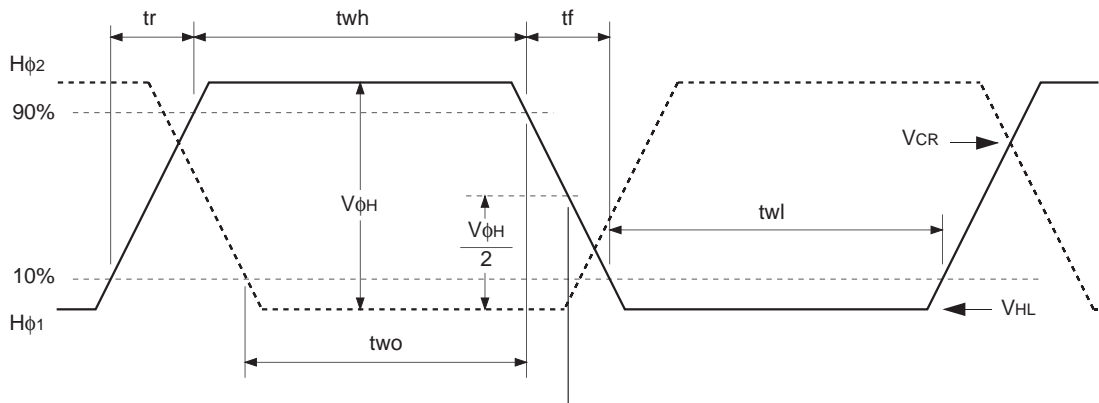 tr
twh
tf
Hϕ2
90%
VCR
VϕH
VϕH
2
twl
10%
VHL
Hϕ1
two